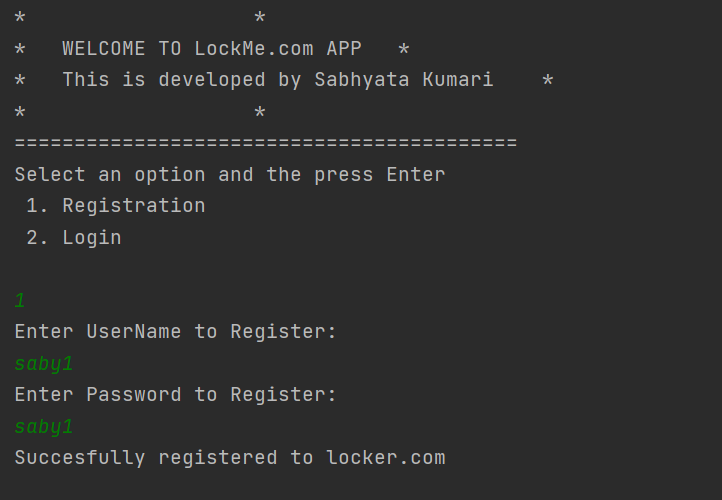 *                   *
*   WELCOME TO LockMe.com APP   *
*   This is developed by Sabhyata Kumari    *
*                   *
==========================================
Select an option and the press Enter
 1. Registration
 2. Login
1
Enter UserName to Register:
saby1
Enter Password to Register:
saby1
Succesfully registered to locker.com